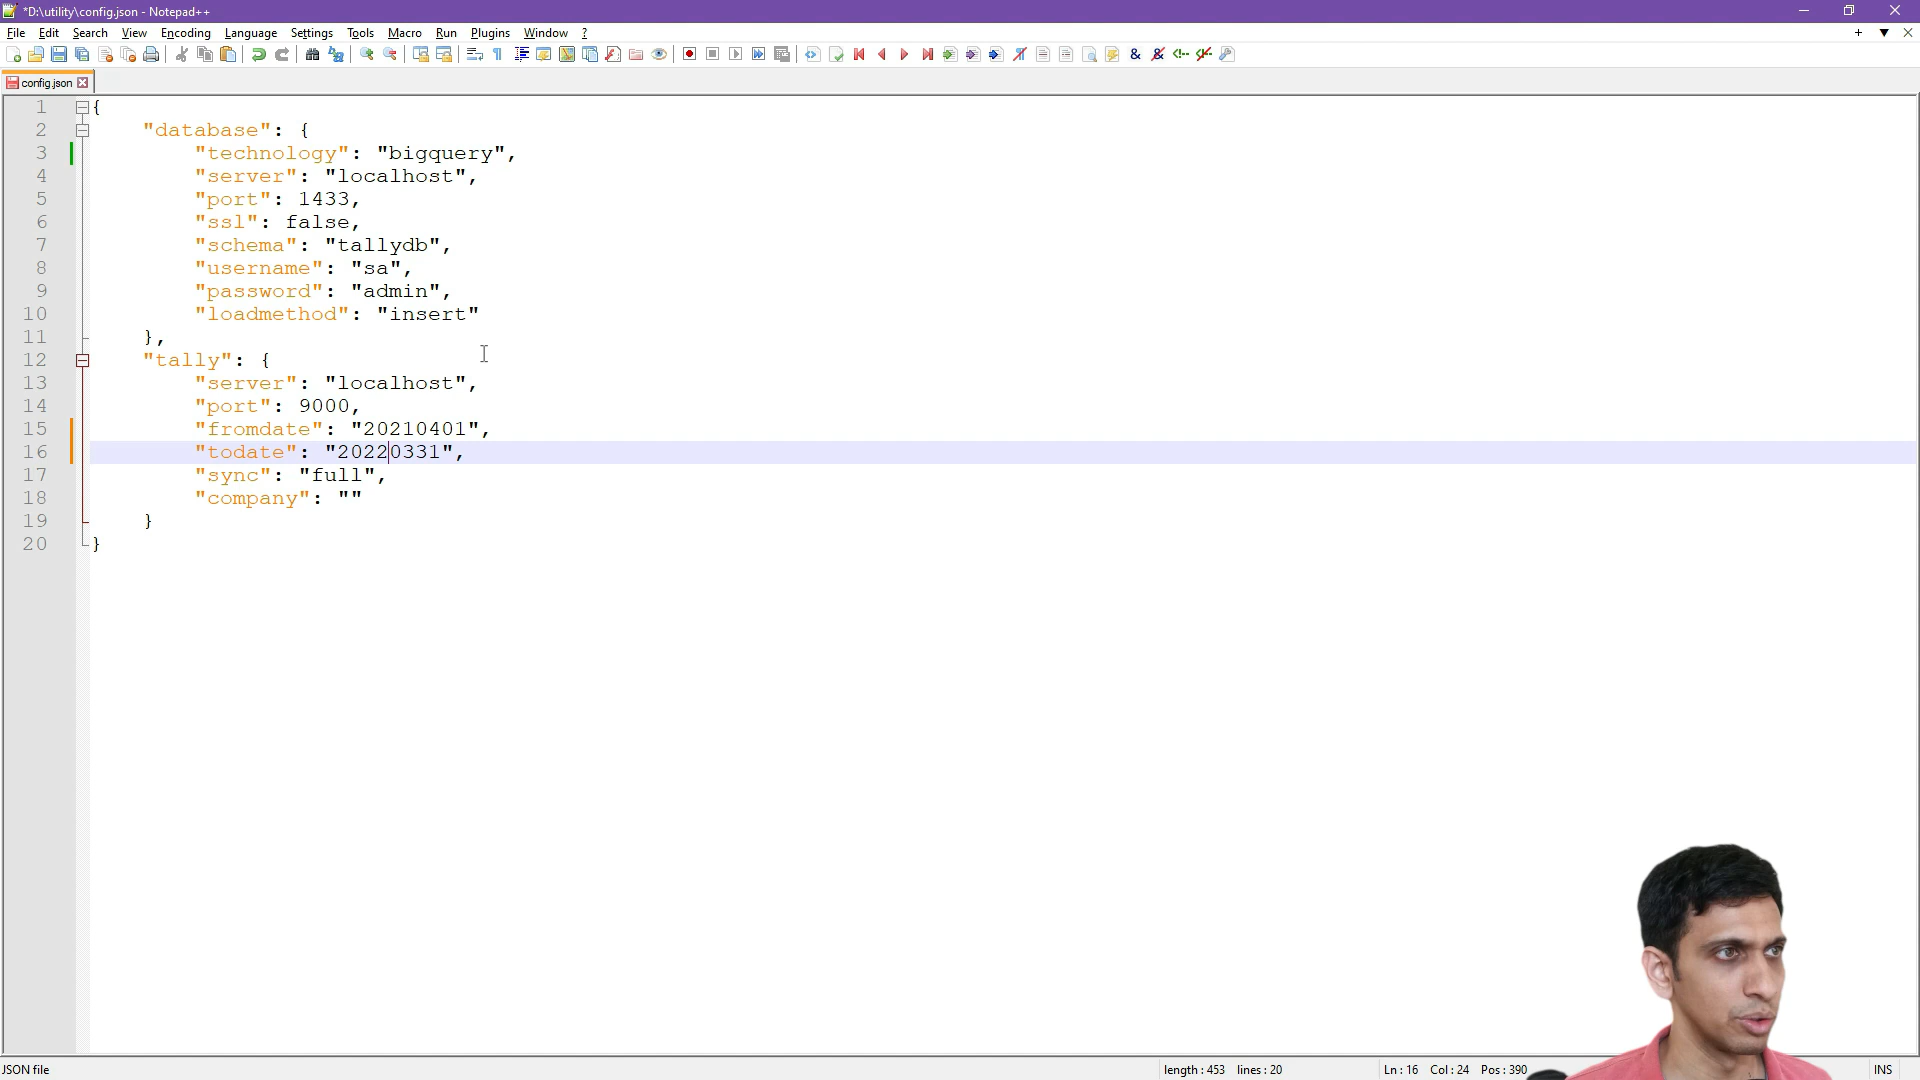 *D:\utility\config.json - Notepad++
File Edit Search View Encoding Language Settings Tools Macro Run Plugins Window ?
config.json
1 {
2 "database": {
3 "technology": "bigquery",
4 "server": "localhost",
5 "port": 1433,
6 "ssl": false,
7 "schema": "tallydb",
8 "username": "sa",
9 "password": "admin",
10 "loadmethod": "insert"
11 },
12 "tally": {
13 "server": "localhost",
14 "port": 9000,
15 "fromdate": "20210401",
16 "todate": "20220331",
17 "sync": "full",
18 "company": ""
19 }
20 }
JSON file length : 453 lines : 20 Ln : 16 Col : 24 Pos : 390 INS